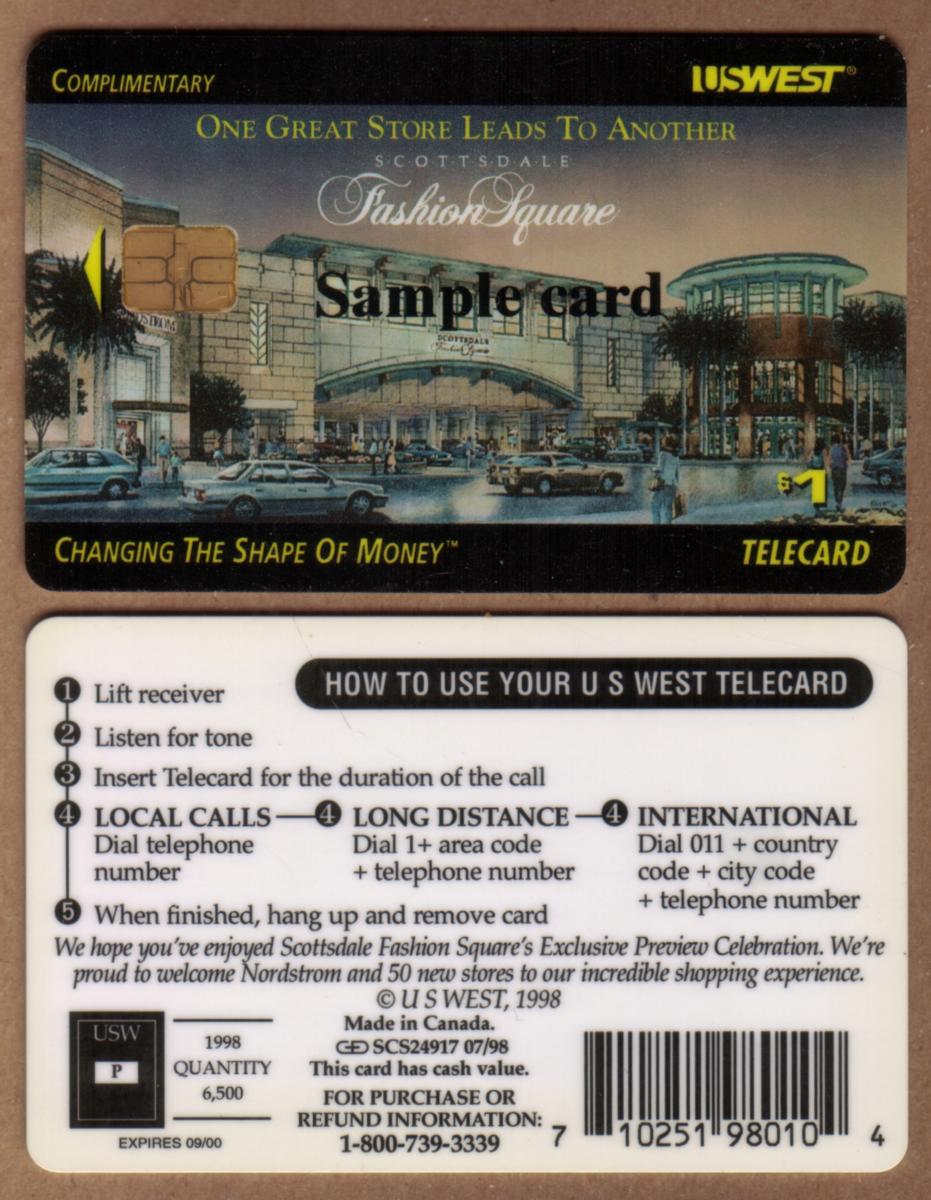 COMPLIMENTARY
USWEST®
ONE GREAT STORE LEADS TO ANOTHER
SCOTTSDALE
Fashion Square
Sample card
SCOTTSDALE
Fashion Square
$1
CHANGING THE SHAPE OF MONEY™
TELECARD
HOW TO USE YOUR U S WEST TELECARD
1 Lift receiver
2 Listen for tone
3 Insert Telecard for the duration of the call
4 LOCAL CALLS
Dial telephone
number
4 LONG DISTANCE
Dial 1+ area code
+ telephone number
4 INTERNATIONAL
Dial 011 + country
code + city code
+ telephone number
5 When finished, hang up and remove card
We hope you've enjoyed Scottsdale Fashion Square's Exclusive Preview Celebration. We're
proud to welcome Nordstrom and 50 new stores to our incredible shopping experience.
© U S WEST, 1998
USW
P
1998
QUANTITY
6,500
EXPIRES 09/00
Made in Canada.
SCS24917 07/98
This card has cash value.
FOR PURCHASE OR
REFUND INFORMATION:
1-800-739-3339
7 10251 98010 4